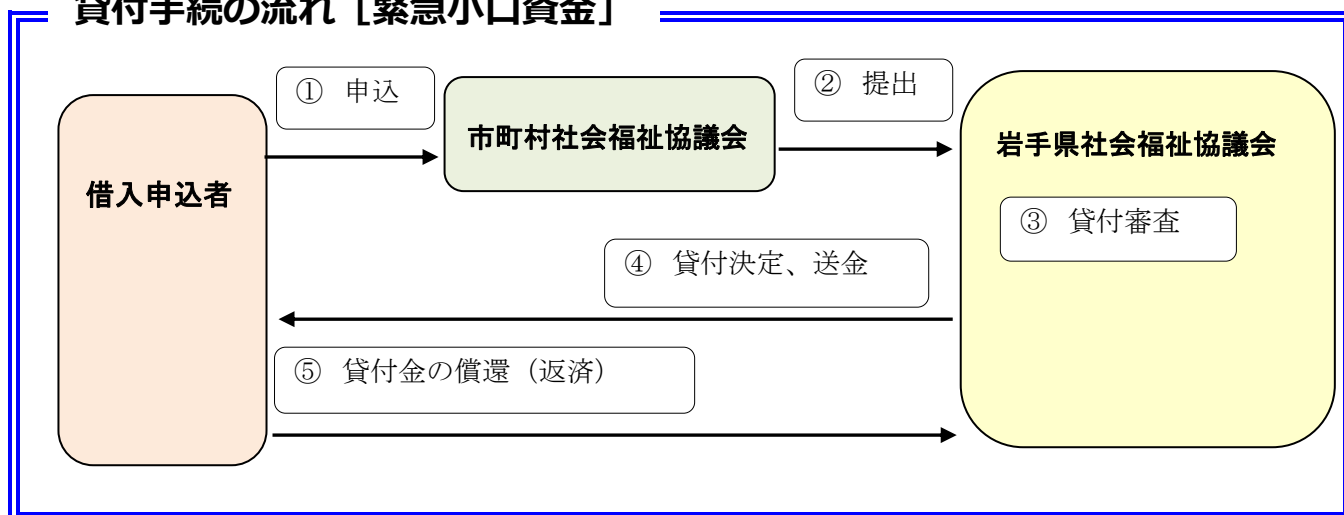 貸付手続の流れ［緊急小口資金］
① 申込
② 提出
借入申込者
市町村社会福祉協議会
岩手県社会福祉協議会
③ 貸付審査
④ 貸付決定、送金
⑤ 貸付金の償還（返済）